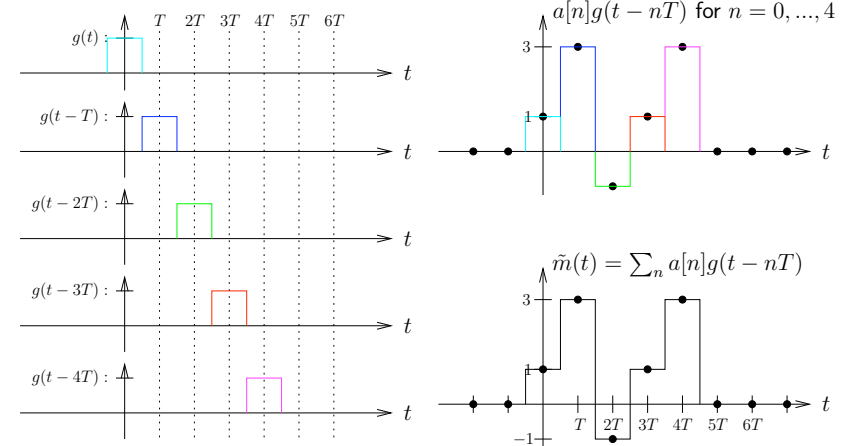 T 2T 3T 4T 5T 6T
g(t) :
t
g(t − T) :
t
g(t − 2T) :
t
g(t − 3T) :
t
g(t − 4T) :
t
a[n]g(t − nT) for n = 0, ..., 4
3
1
t
m̃(t) = ∑ₙ a[n]g(t − nT)
3
1
t
T 2T 3T 4T 5T 6T
−1